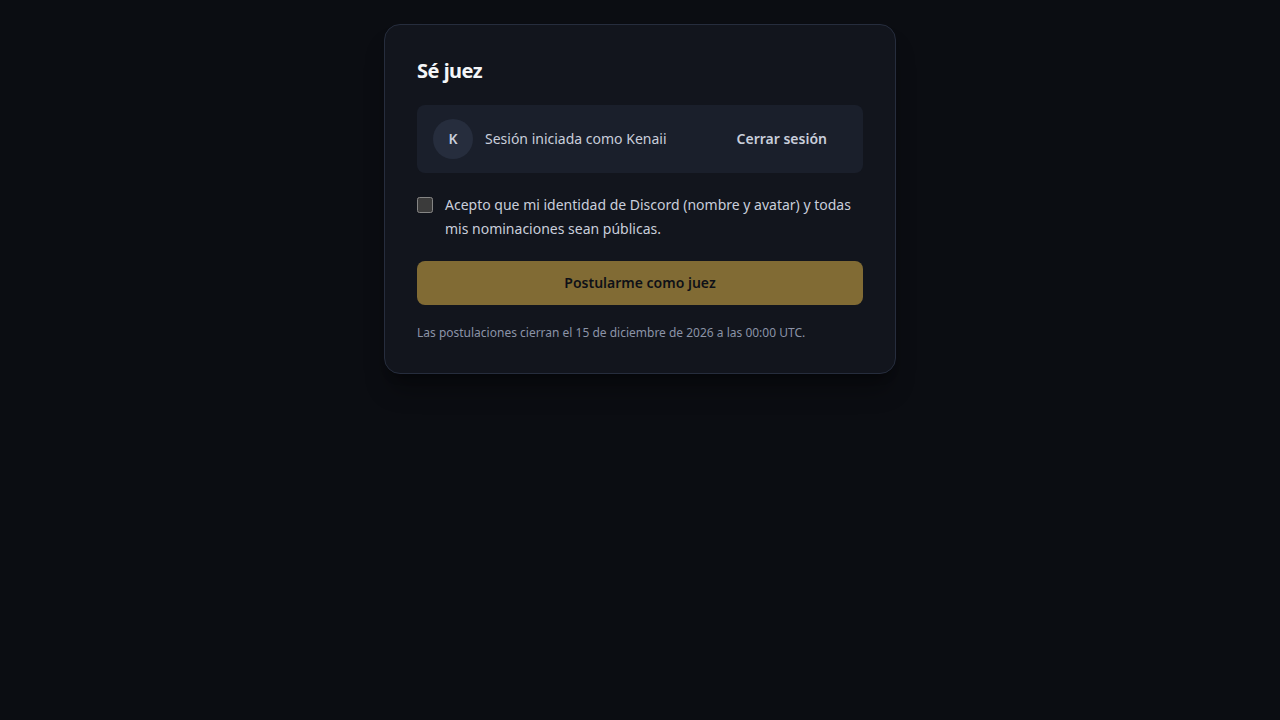 Sé juez
K
Sesión iniciada como Kenaii
Cerrar sesión
Acepto que mi identidad de Discord (nombre y avatar) y todas
mis nominaciones sean públicas.
Postularme como juez
Las postulaciones cierran el 15 de diciembre de 2026 a las 00:00 UTC.